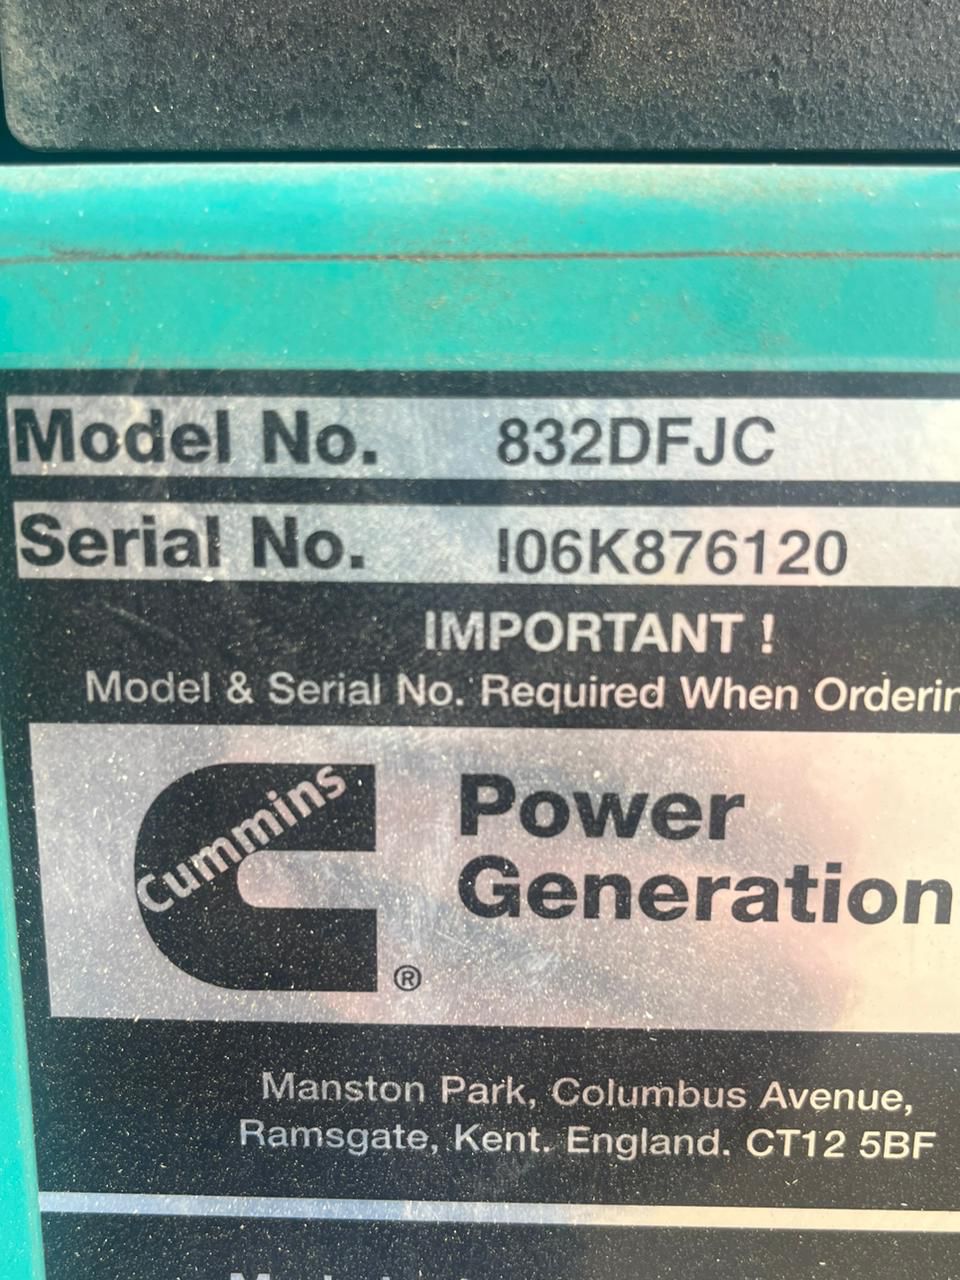 Model No. 832DFJC
Serial No. I06K876120
IMPORTANT !
Model & Serial No. Required When
Cummins
Power
Generation
®
Manston Park, Columbus Avenue,
Ramsgate, Kent. England. CT12 5BF